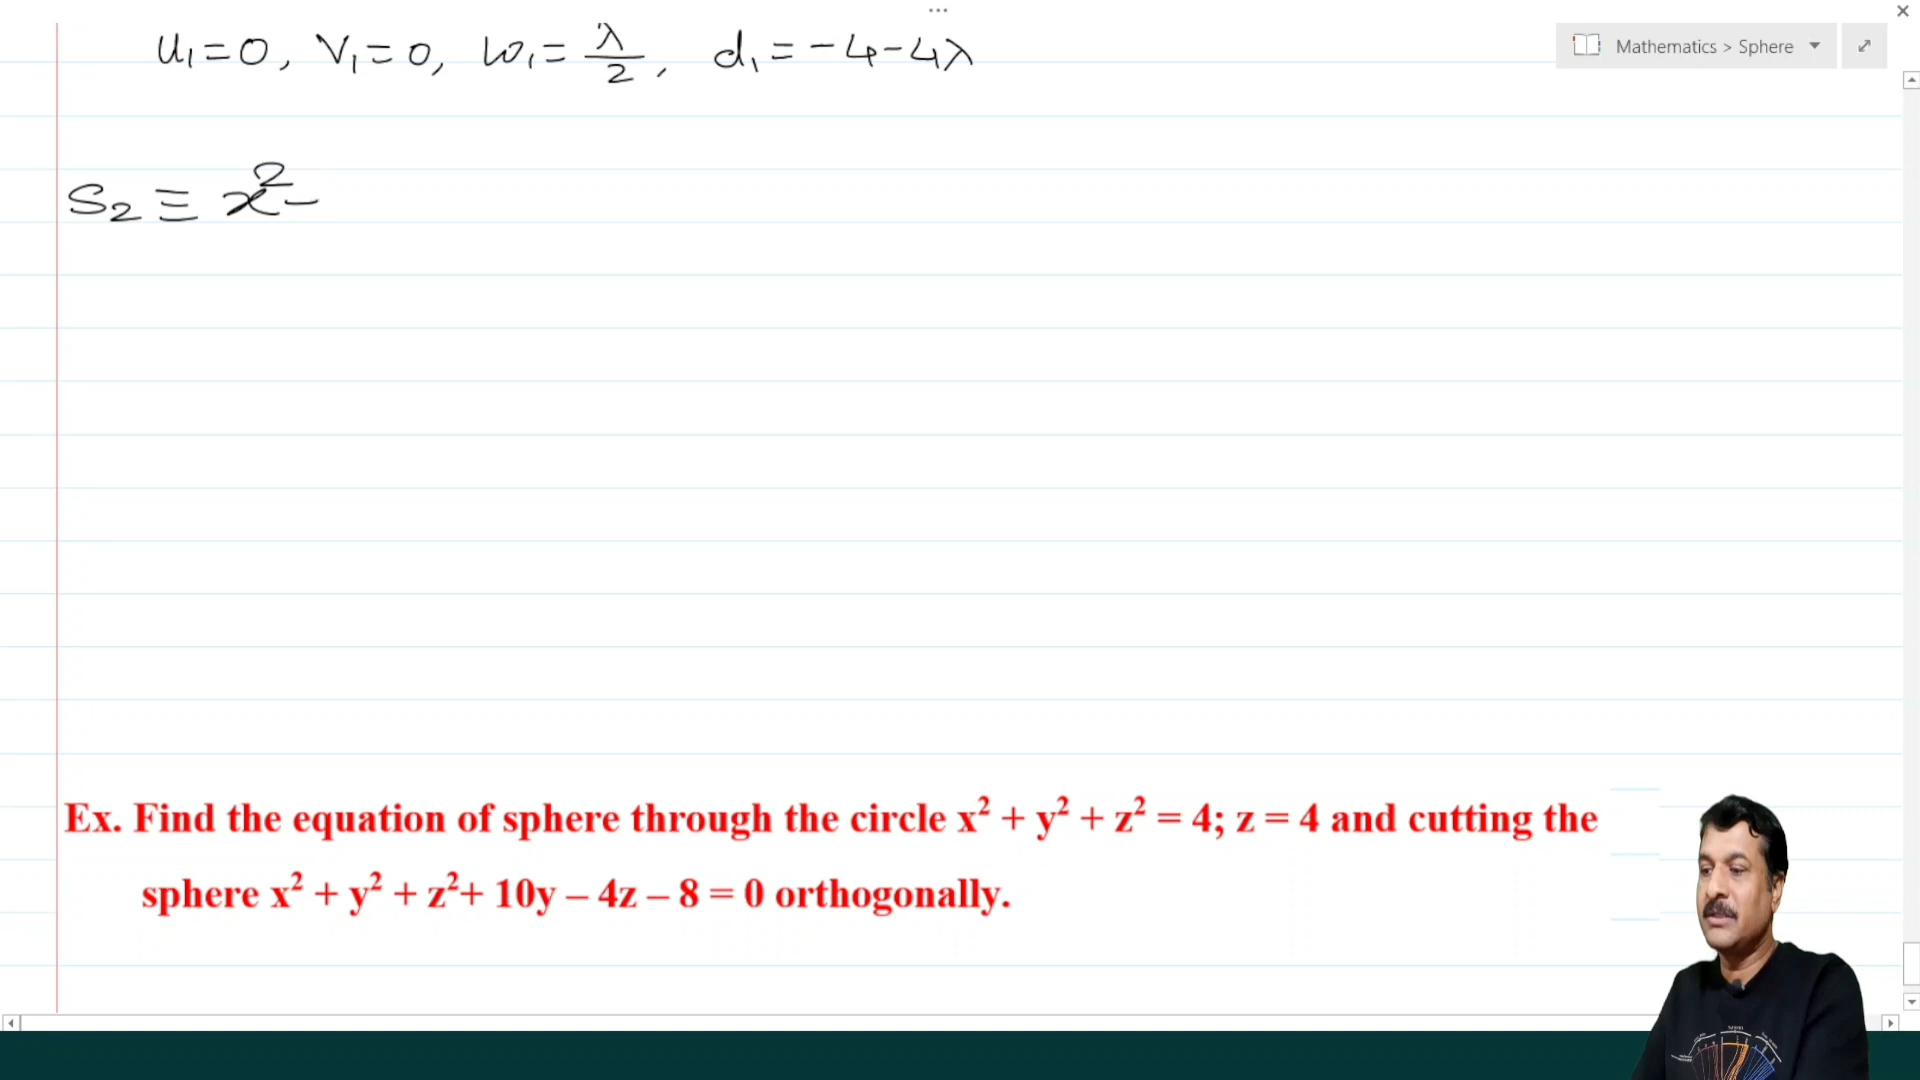 ...
Mathematics > Sphere
u₁=0, v₁=0, w₁=λ/2, d₁=-4-4λ
S₂ ≡ x² -
Ex. Find the equation of sphere through the circle x² + y² + z² = 4; z = 4 and cutting the
sphere x² + y² + z²+ 10y – 4z – 8 = 0 orthogonally.